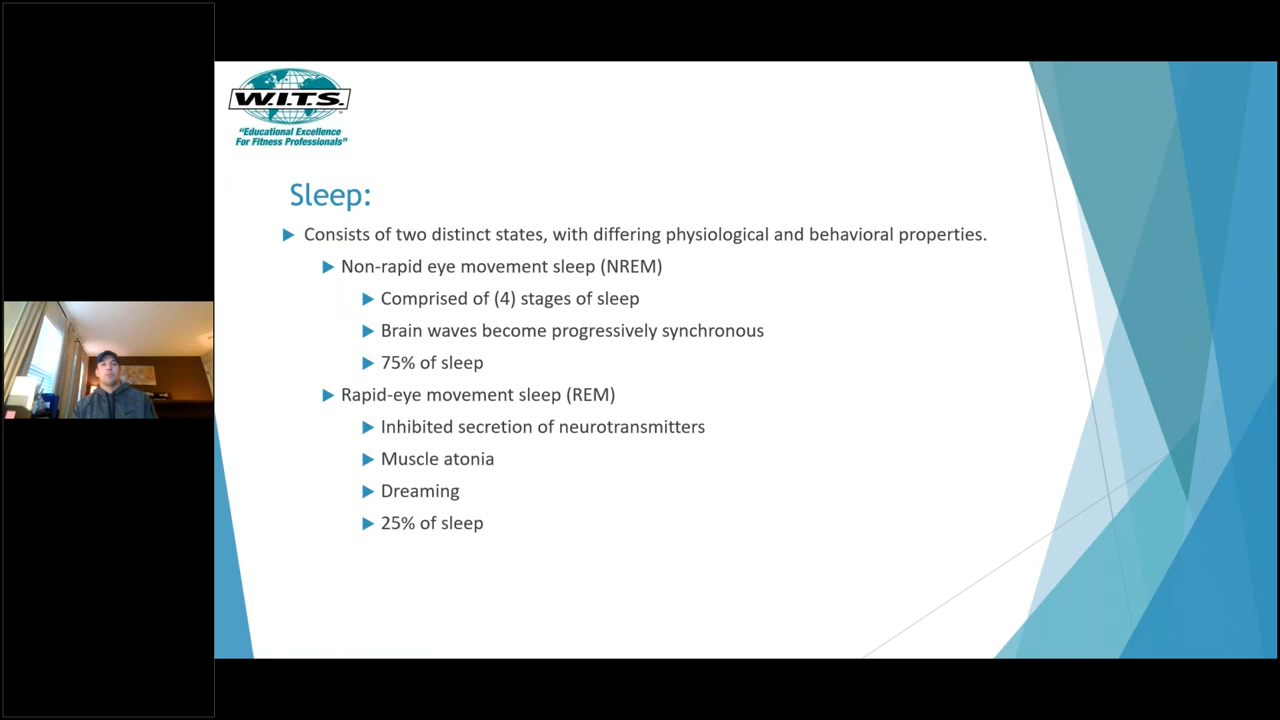 W.I.T.S.
™
"Educational Excellence
For Fitness Professionals"
Sleep:
Consists of two distinct states, with differing physiological and behavioral properties.
Non-rapid eye movement sleep (NREM)
Comprised of (4) stages of sleep
Brain waves become progressively synchronous
75% of sleep
Rapid-eye movement sleep (REM)
Inhibited secretion of neurotransmitters
Muscle atonia
Dreaming
25% of sleep